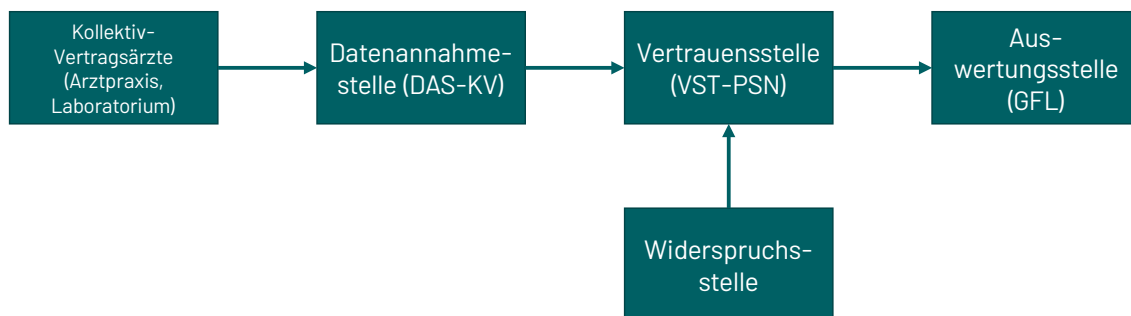 Kollektiv-
Vertragsärzte
(Arztpraxis,
Laboratorium)
Datenannahme-
stelle (DAS-KV)
Vertrauensstelle
(VST-PSN)
Aus-
wertungsstelle
(GFL)
Widerspruchs-
stelle